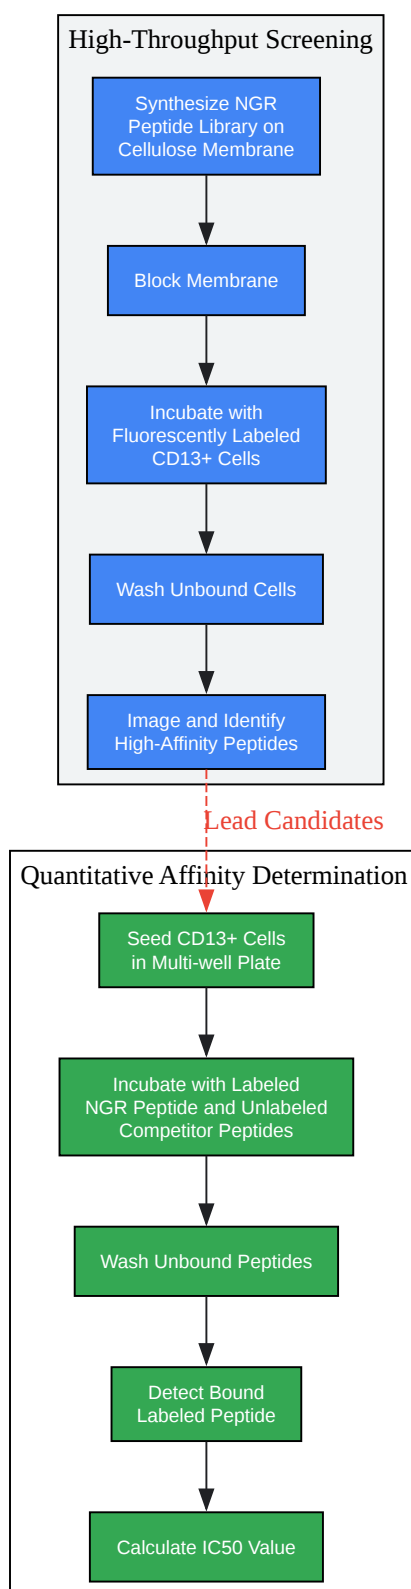 High-Throughput Screening
Synthesize NGR
Peptide Library on
Cellulose Membrane
Block Membrane
Incubate with
Fluorescently Labeled
CD13+ Cells
Wash Unbound Cells
Image and Identify
High-Affinity Peptides
Lead Candidates
Quantitative Affinity Determination
Seed CD13+ Cells
in Multi-well Plate
Incubate with Labeled
NGR Peptide and Unlabeled
Competitor Peptides
Wash Unbound Peptides
Detect Bound
Labeled Peptide
Calculate IC50 Value